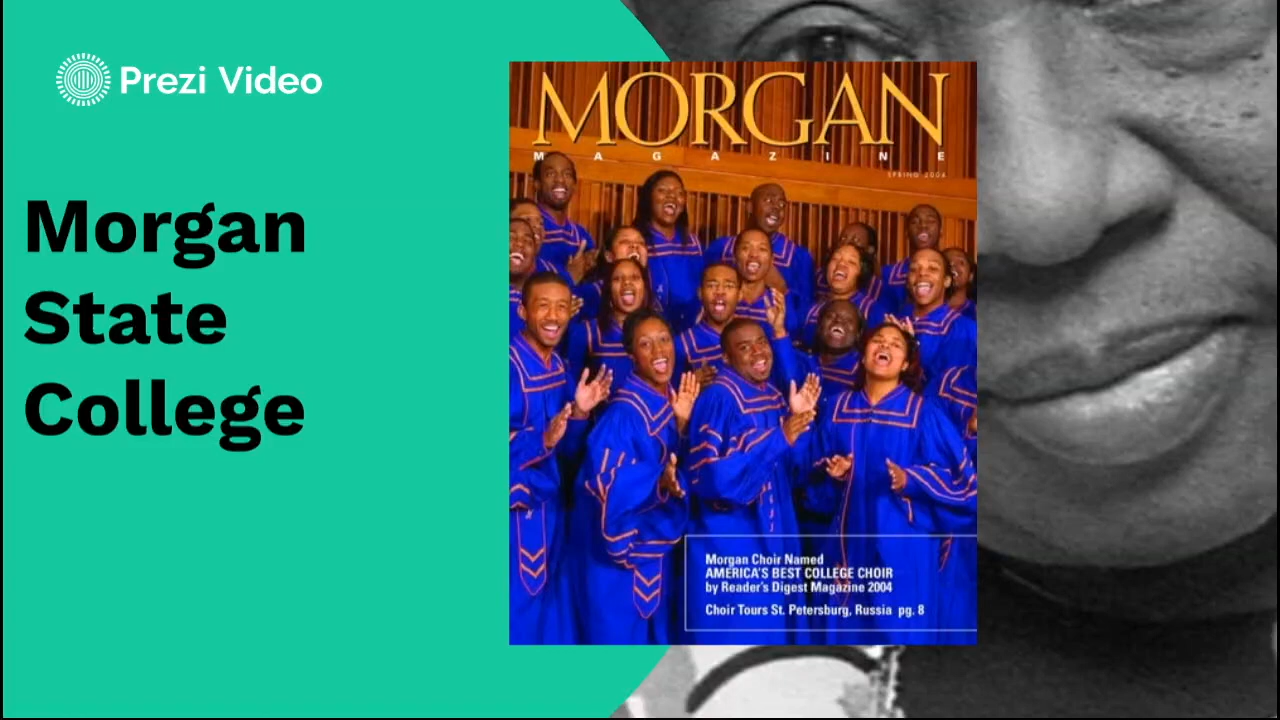 Prezi Video
Morgan
State
College
MORGAN
MAGAZINE
SPRING 2004
Morgan Choir Named
AMERICA'S BEST COLLEGE CHOIR
by Reader's Digest Magazine 2004
Choir Tours St. Petersburg, Russia pg. 8